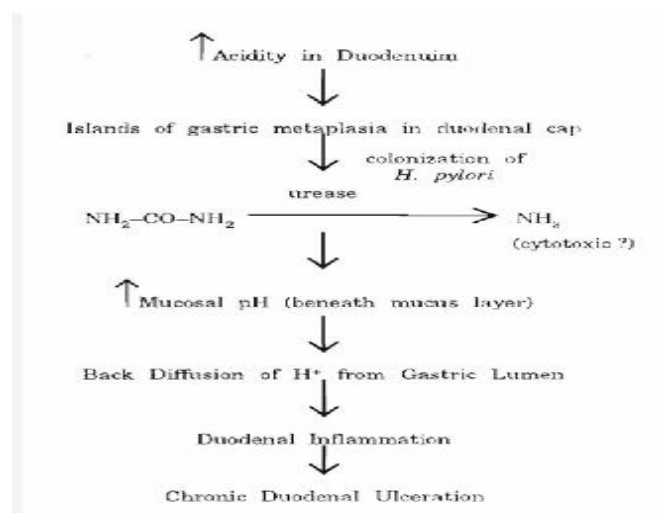 ↑Acidity in Duodenuim
Islands of gastric metaplasia in duodenal cap
colonization of
H. pylori
urease
NH₂–CO–NH₂ → NH₃
(cytotoxic ?)
↑Mucosal pH (beneath mucus layer)
Back Diffusion of H⁺ from Gastric Lumen
Duodenal Inflammation
Chronic Duodenal Ulceration